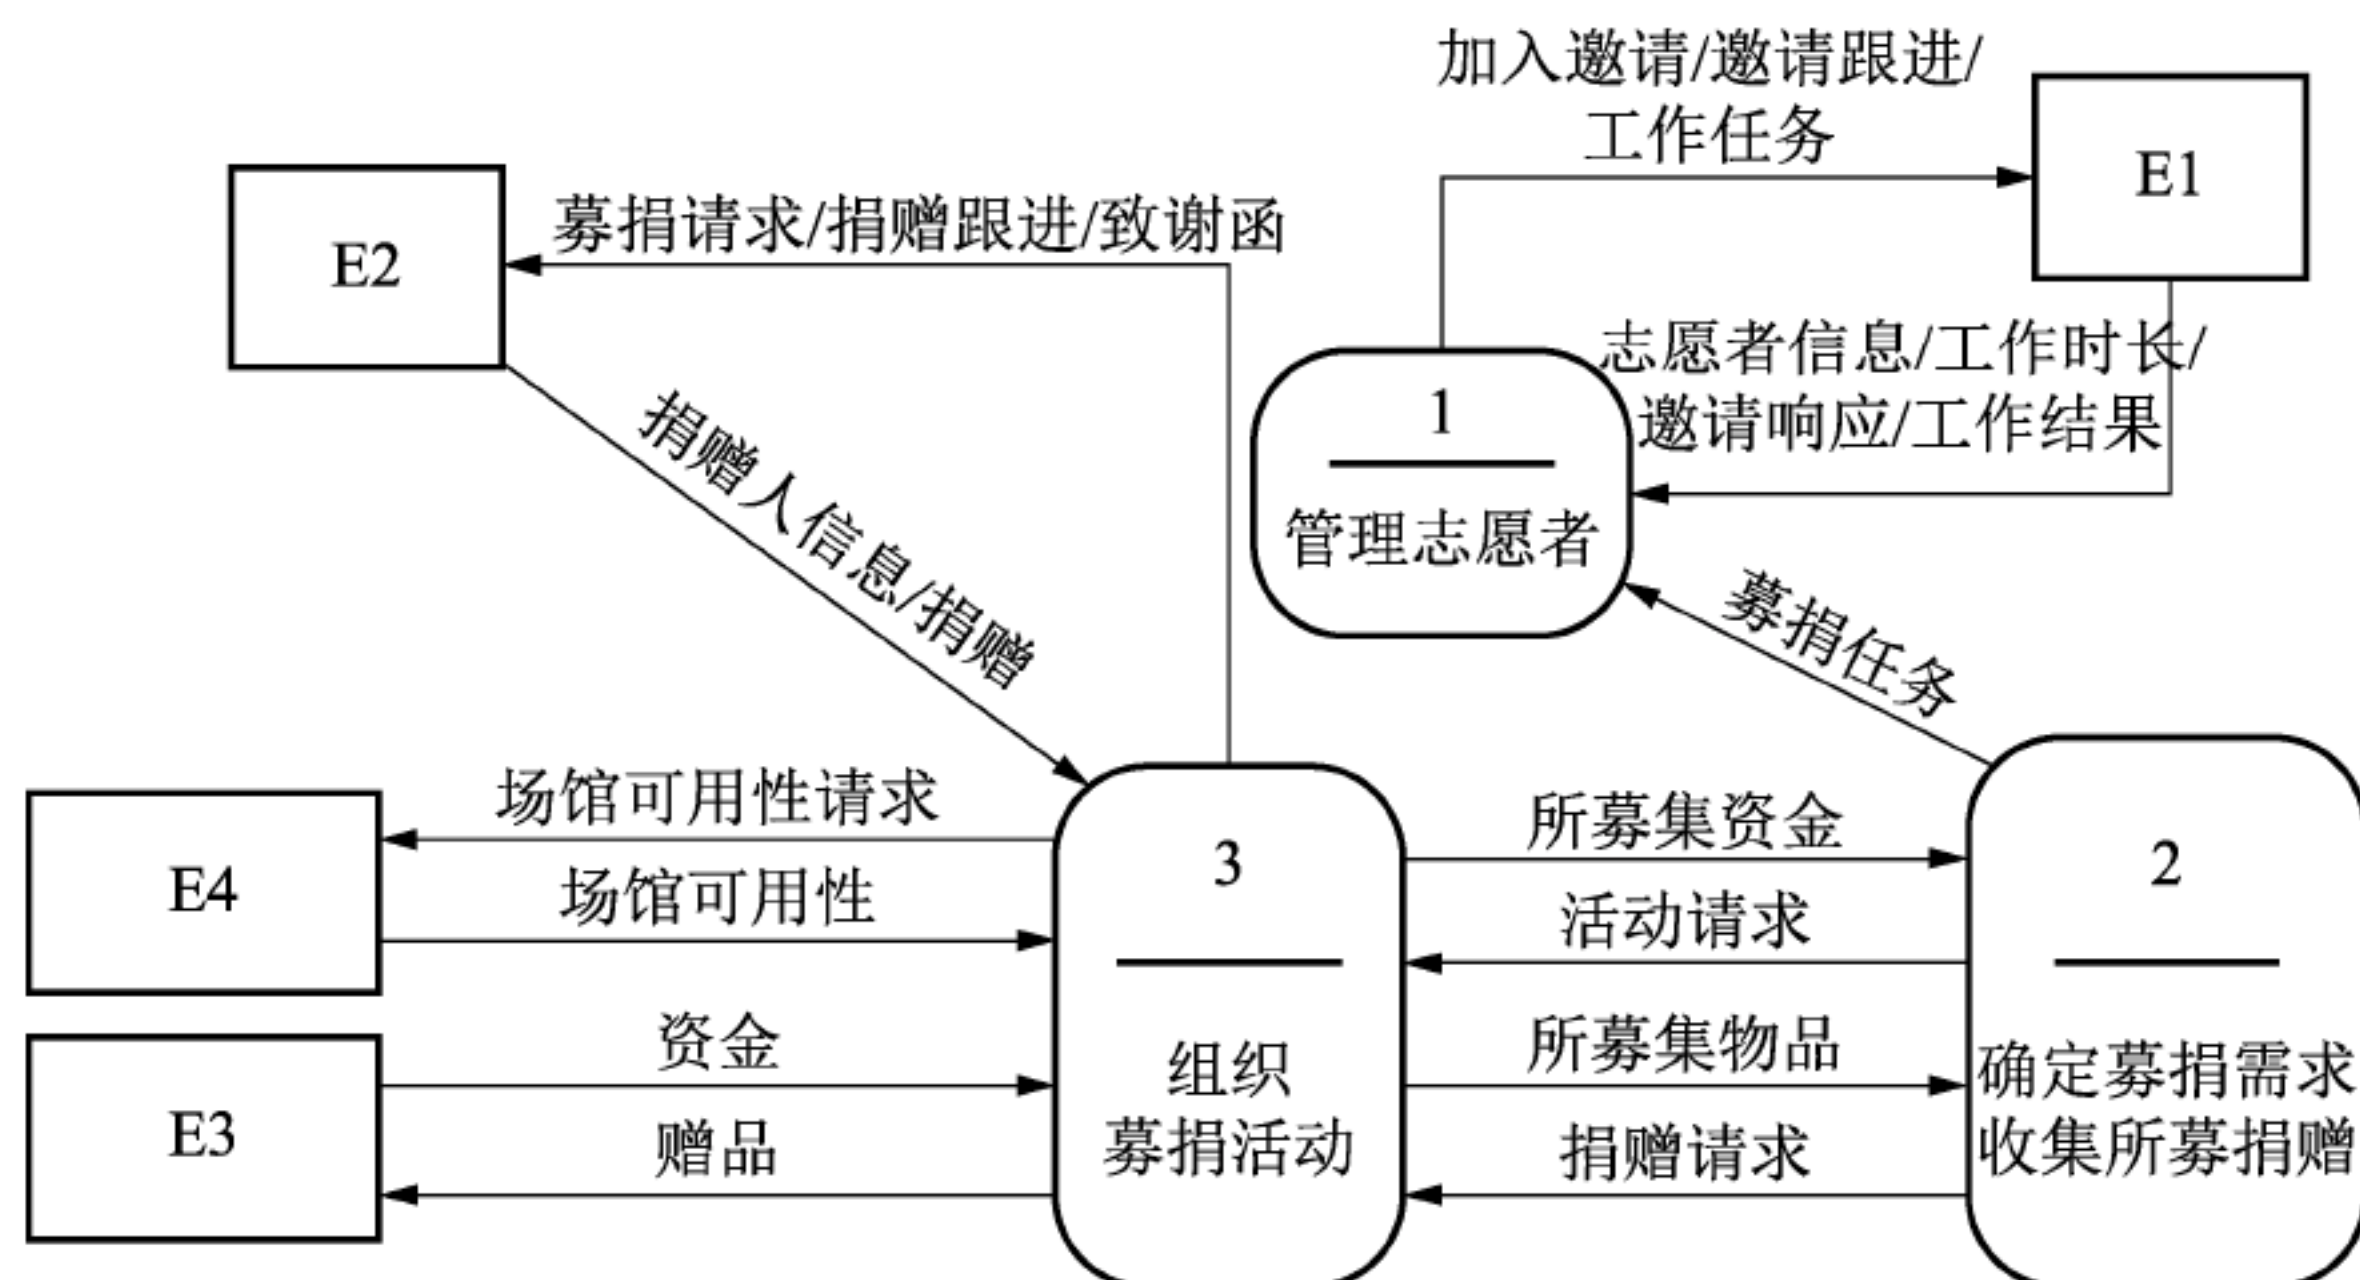 加入邀请/邀请跟进/
工作任务
E1
E2
募捐请求/捐赠跟进/致谢函
志愿者信息/工作时长/
邀请响应/工作结果
1
管理志愿者
捐赠人信息/捐赠
募捐任务
E4
场馆可用性请求
场馆可用性
3
组织
募捐活动
所募集资金
活动请求
所募集物品
捐赠请求
2
确定募捐需求
收集所募捐赠
E3
资金
赠品